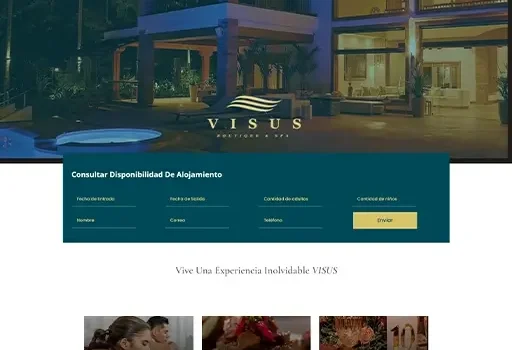 VISUS
BOUTIQUE & SPA
Consultar Disponibilidad De Alojamiento
Fecha de Entrada Fecha de Salida Cantidad de adultos Cantidad de niños
Nombre Correo Teléfono Enviar
Vive Una Experiencia Inolvidable VISUS
10